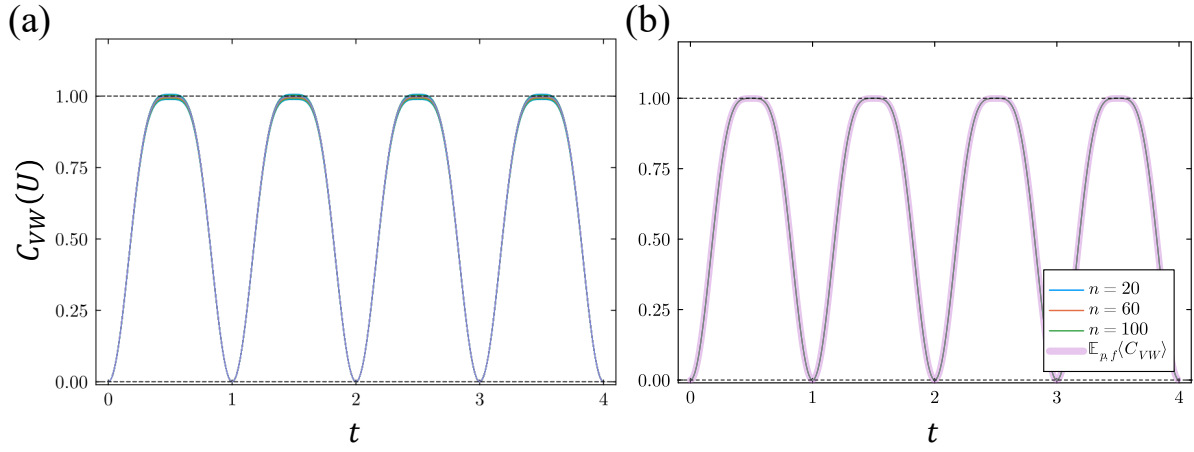 (a)
C_{VW}(U)
1.00
0.75
0.50
0.25
0.00
0 1 2 3 4
t
(b)
1.00
0.75
0.50
0.25
0.00
n = 20
n = 60
n = 100
𝔼_{p,f}⟨C_{VW}⟩
0 1 2 3 4
t